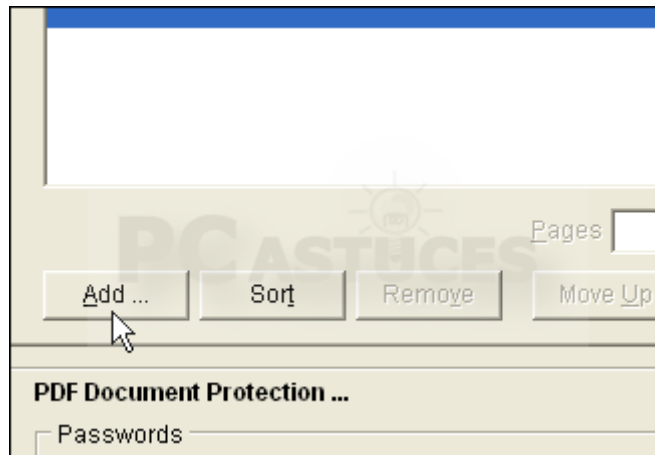 Pages
PC ASTUCES
Add ... Sort Remove Move Up
PDF Document Protection ...
Passwords